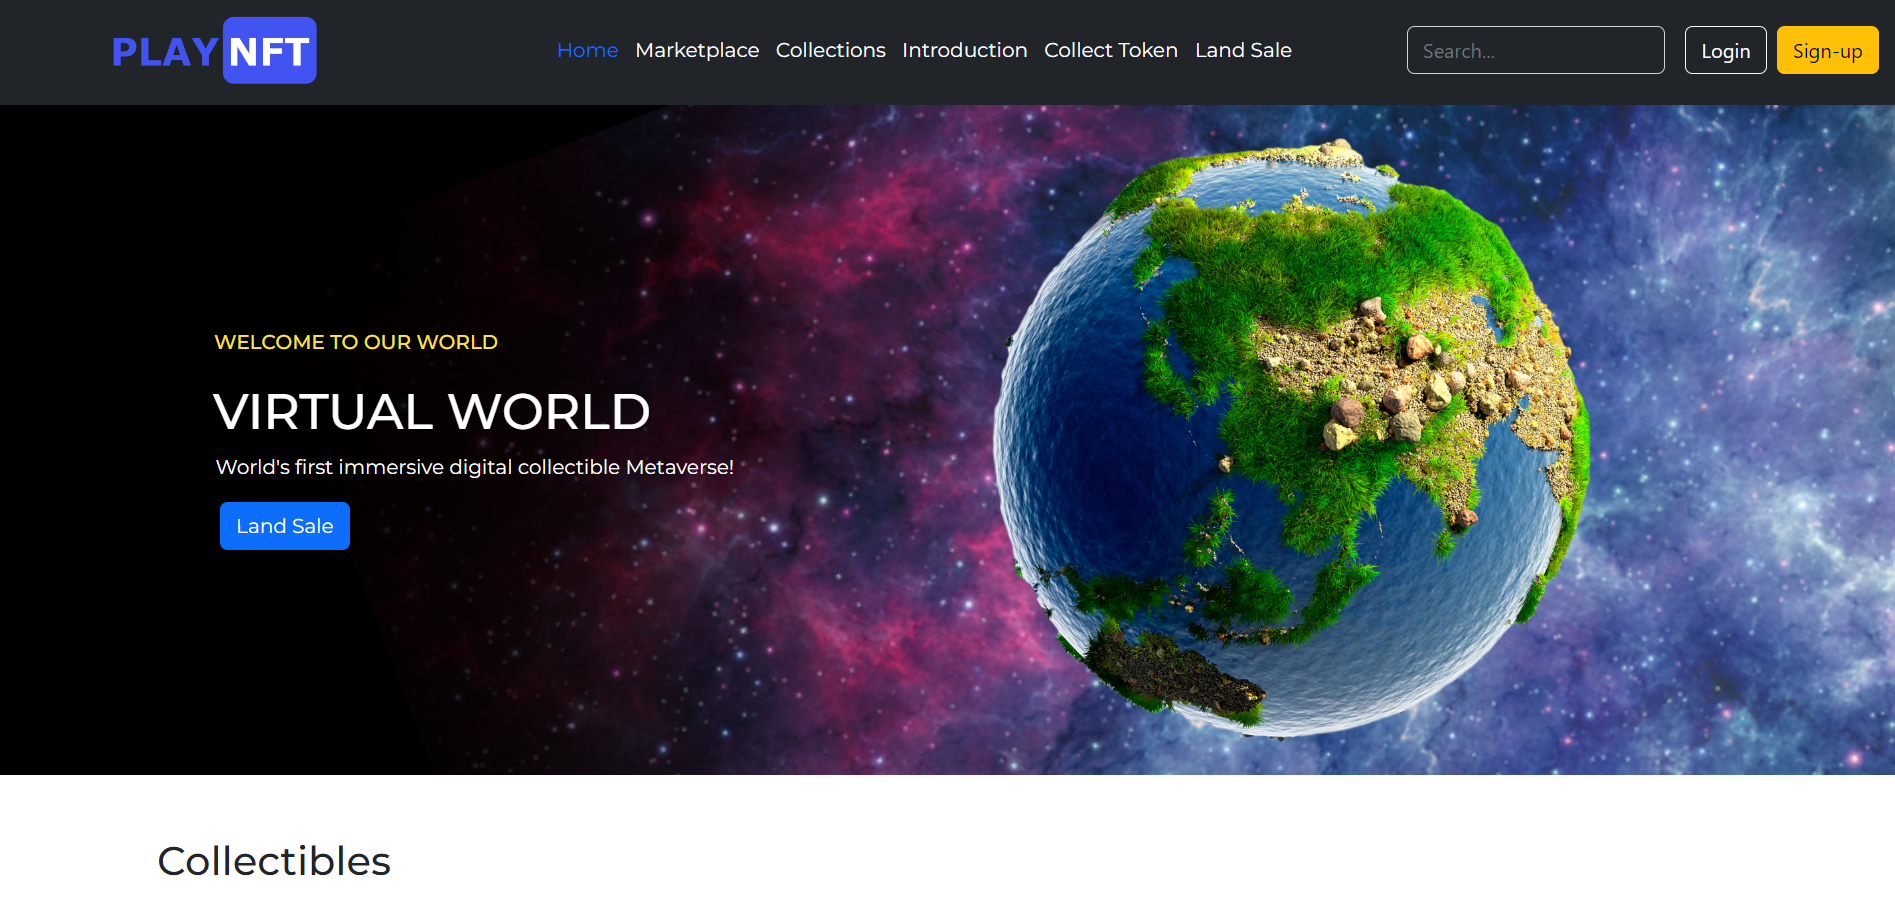 PLAY NFT
Home Marketplace Collections Introduction Collect Token Land Sale
Search...
Login
Sign-up
WELCOME TO OUR WORLD
VIRTUAL WORLD
World's first immersive digital collectible Metaverse!
Land Sale
Collectibles